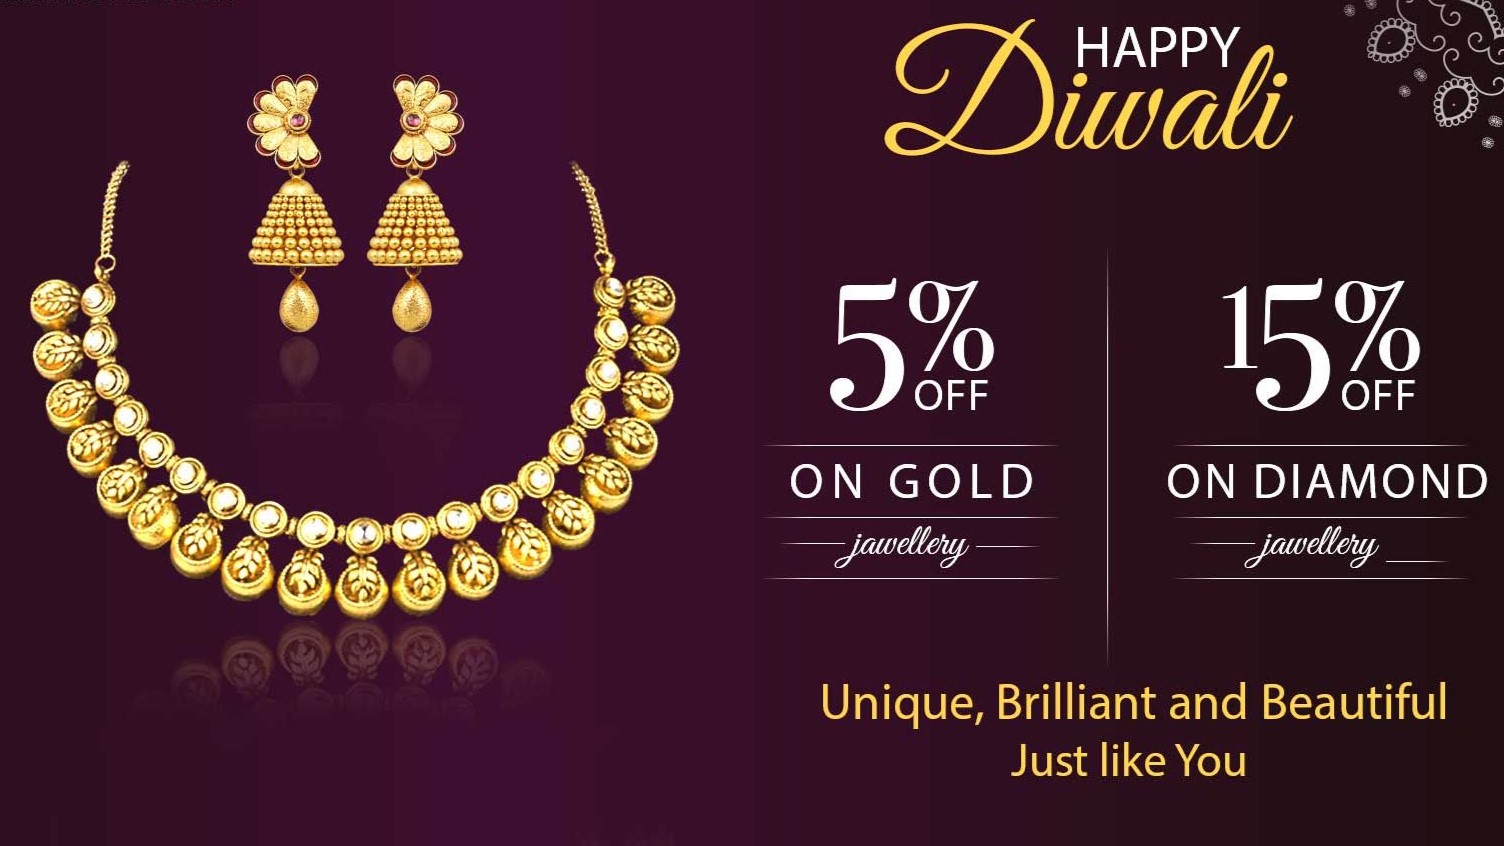 HAPPY
Diwali
5% OFF
ON GOLD
jawellery
15% OFF
ON DIAMOND
jawellery
Unique, Brilliant and Beautiful
Just like You